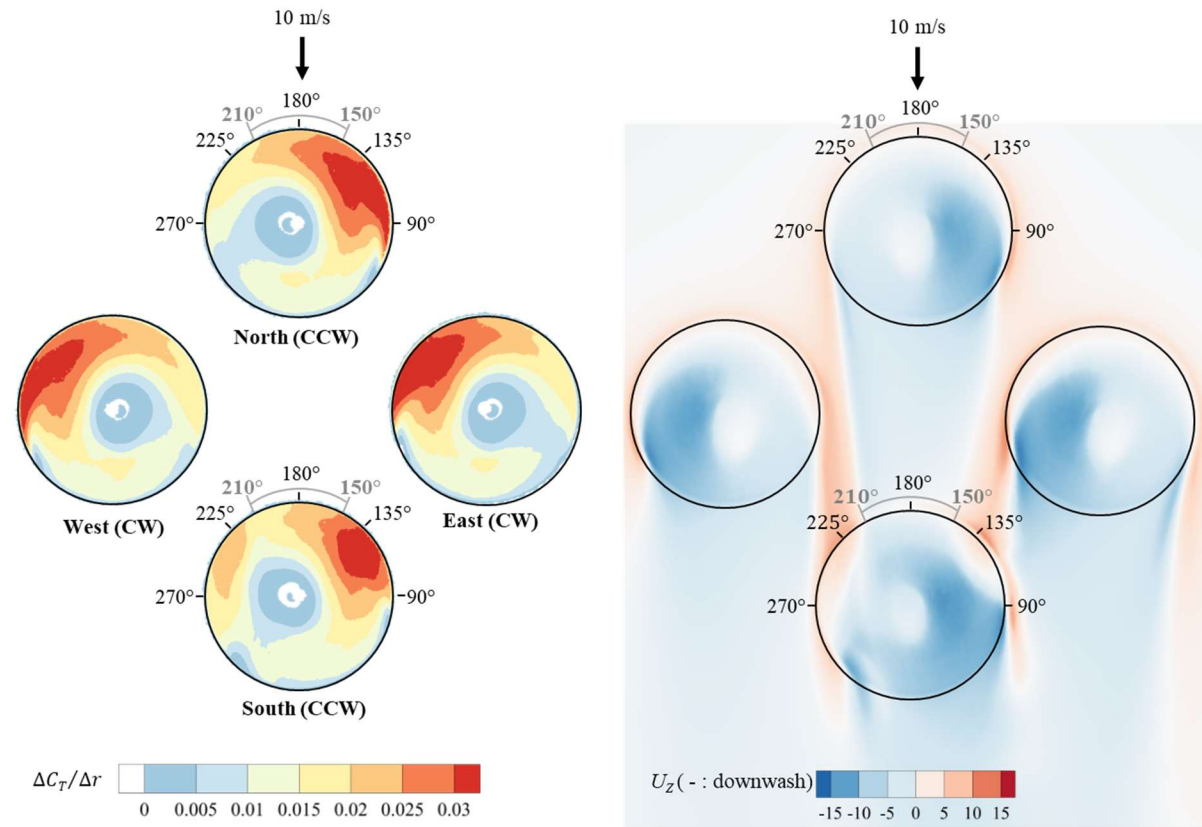 10 m/s
180°
210°
150°
225°
135°
270°
90°
North (CCW)
West (CW)
East (CW)
180°
210°
150°
225°
135°
270°
90°
South (CCW)
ΔC_T/Δr
0 0.005 0.01 0.015 0.02 0.025 0.03
10 m/s
180°
210°
150°
225°
135°
270°
90°
180°
210°
150°
225°
135°
270°
90°
U_Z (- : downwash)
-15 -10 -5 0 5 10 15